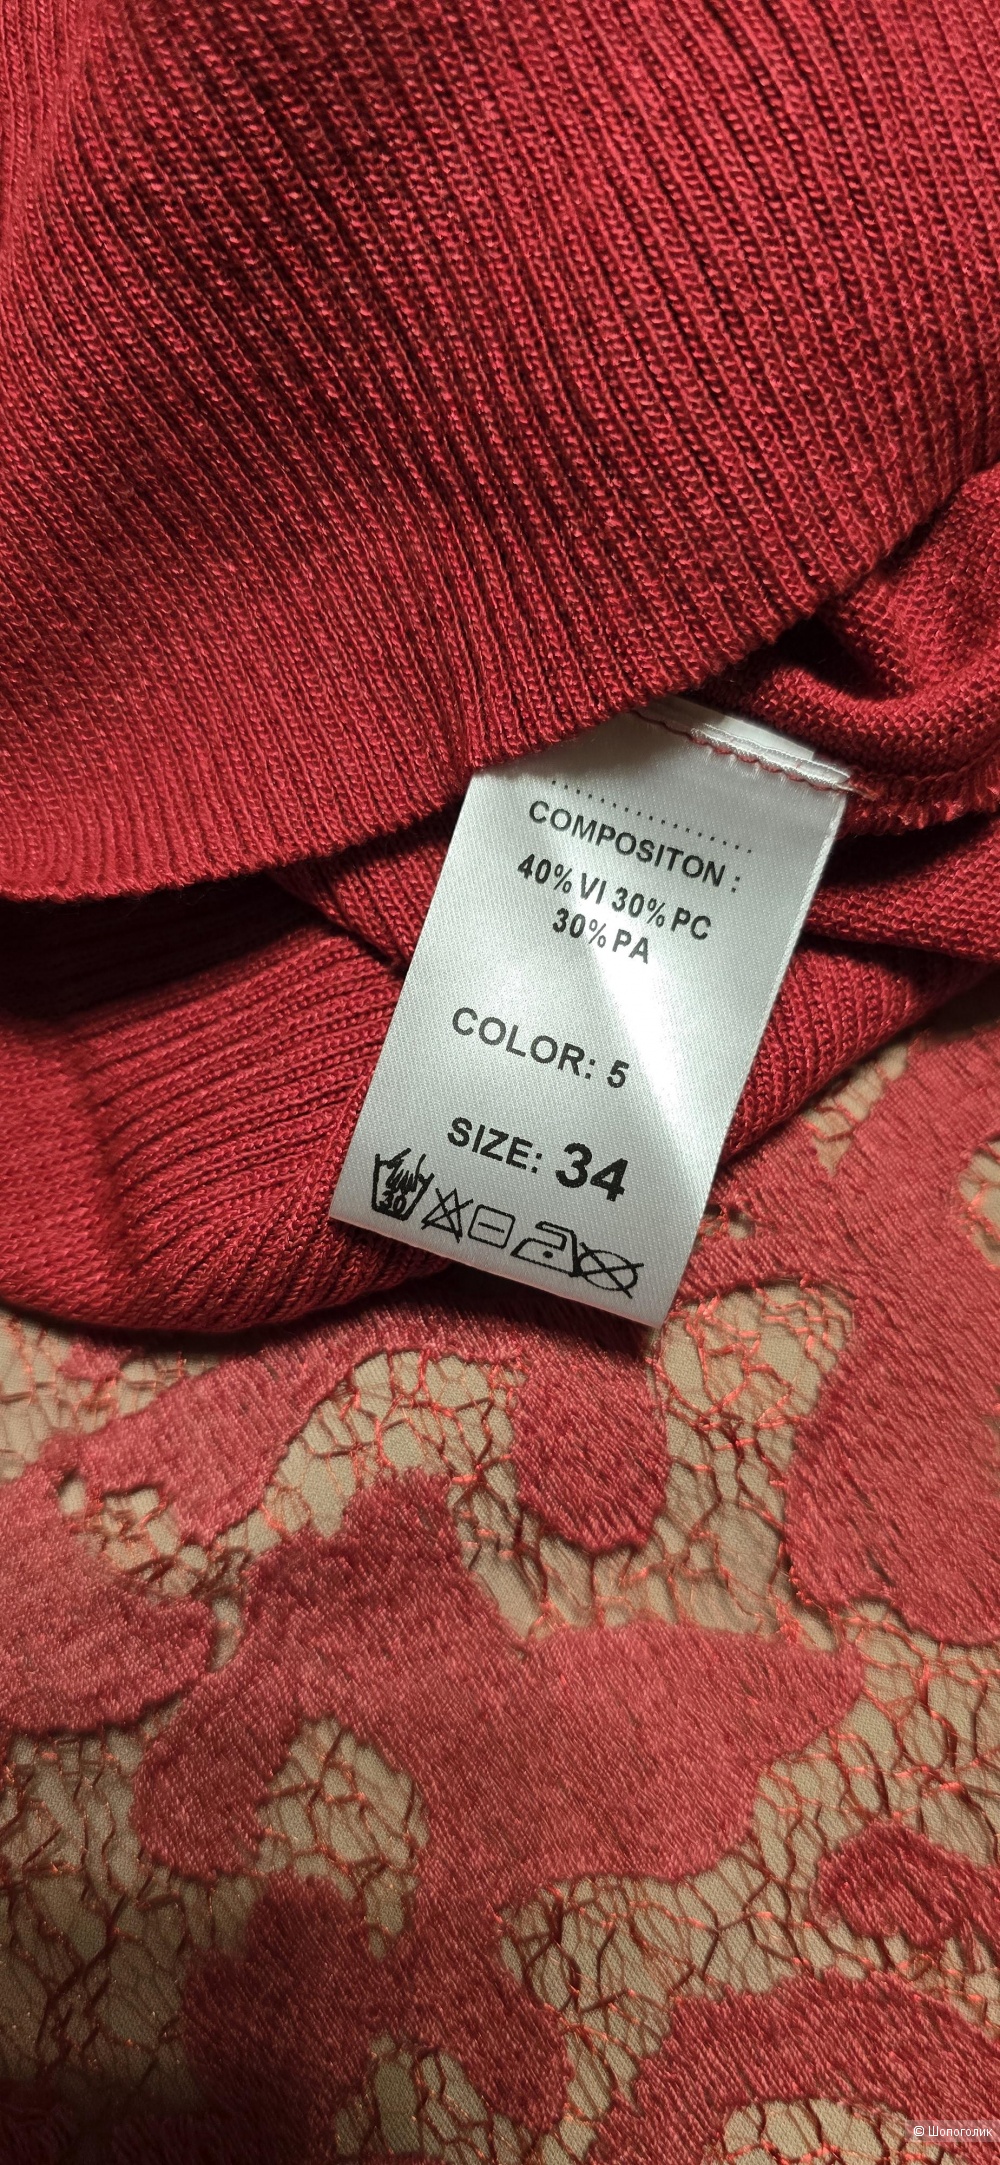 COMPOSITON :
40% VI 30% PC
30% PA
COLOR: 5
SIZE: 34
30
© Шопоголик